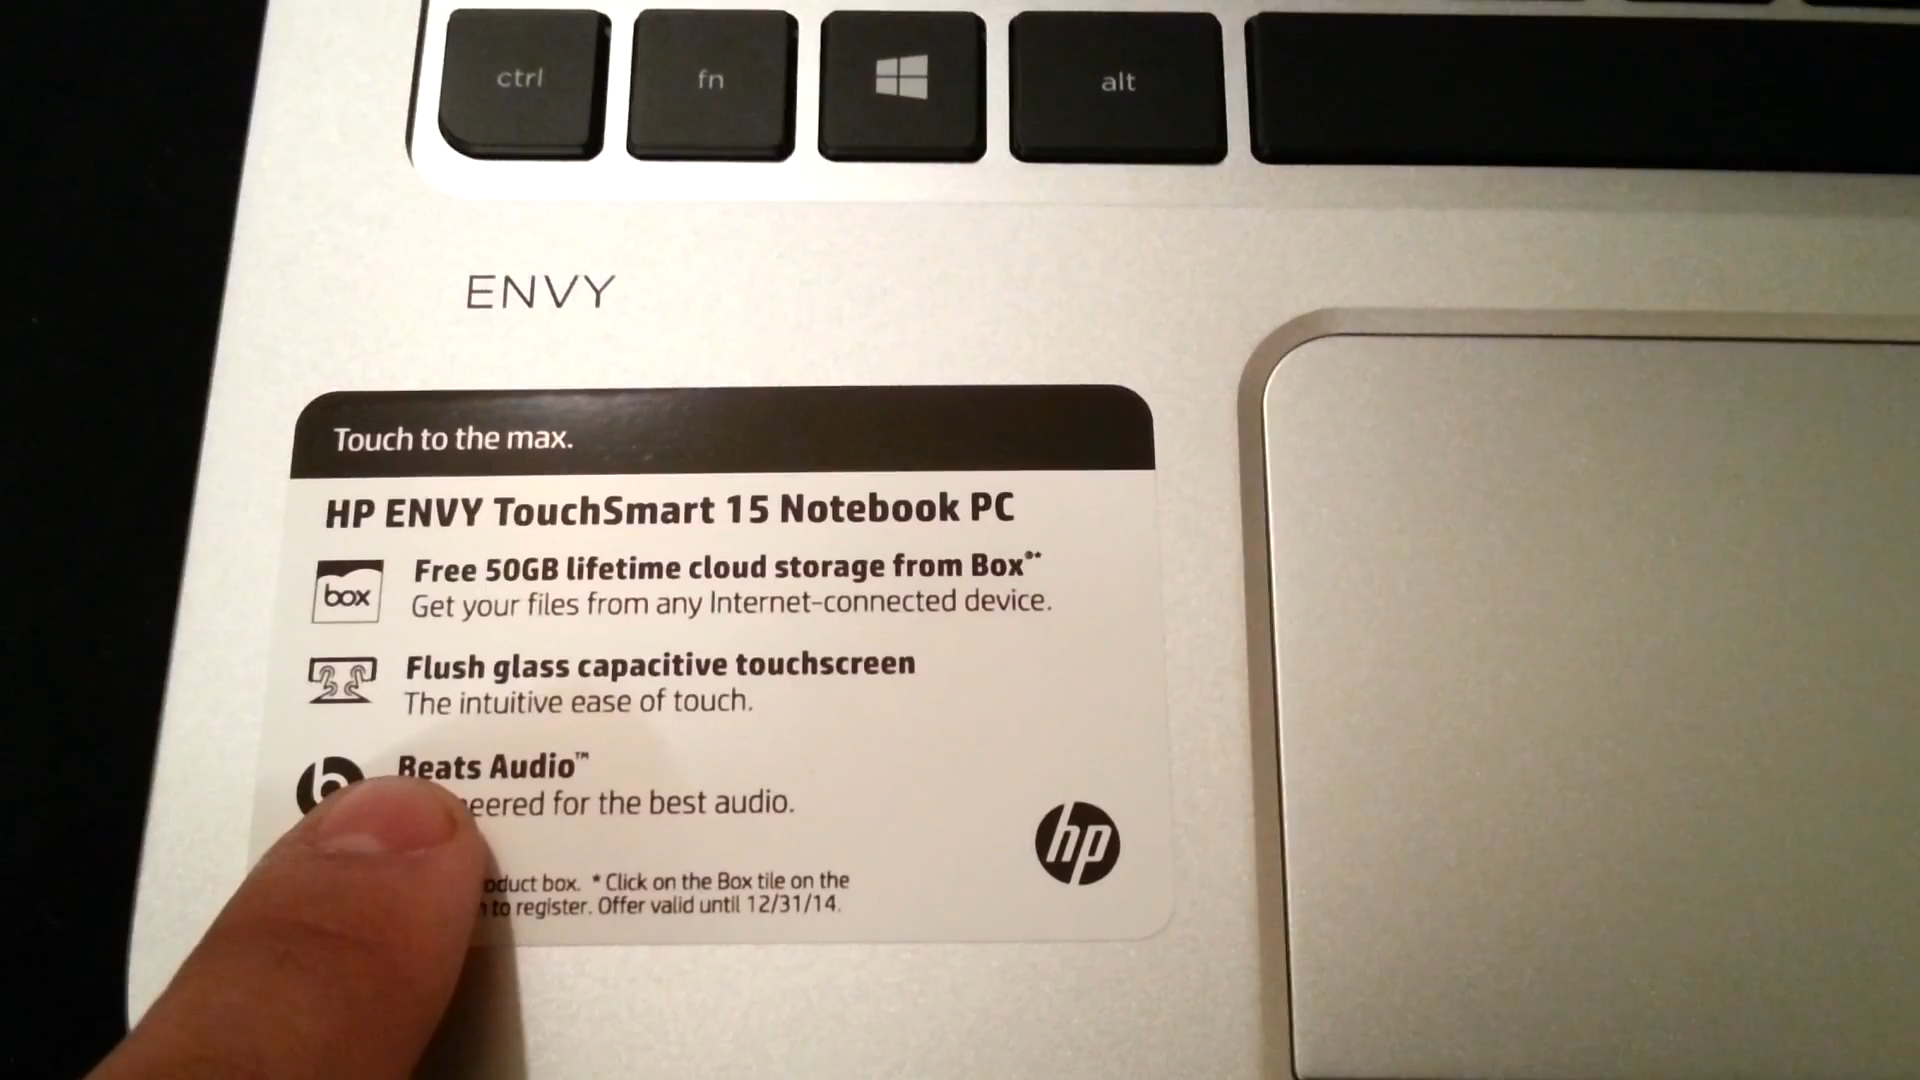 ctrl fn alt
ENVY
Touch to the max.
HP ENVY TouchSmart 15 Notebook PC
Free 50GB lifetime cloud storage from Box®*
box
Get your files from any Internet-connected device.
Flush glass capacitive touchscreen
The intuitive ease of touch.
b
Beats Audio™
for the best audio.
hp
box. * Click on the Box tile on the
to register. Offer valid until 12/31/14.